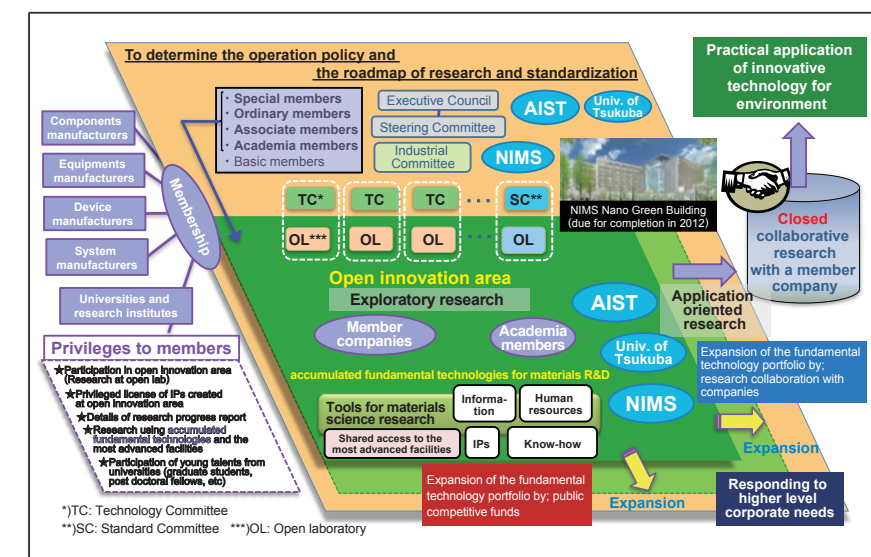 To determine the operation policy and
the roadmap of research and standardization
・Special members
・Ordinary members
・Associate members
・Academia members
・Basic members
Executive Council
Steering Committee
Industrial
Committee
AIST
Univ. of
Tsukuba
NIMS
Practical application
of innovative
technology for
environment
Components
manufacturers
Equipments
manufacturers
Device
manufacturers
System
manufacturers
Universities and
research institutes
Membership
TC*
TC
TC
SC**
OL***
OL
OL
OL
NIMS Nano Green Building
(due for completion in 2012)
Closed
collaborative
research
with a member
company
Open innovation area
Exploratory research
Member
companies
Academia
members
AIST
Univ. of
Tsukuba
NIMS
Application
oriented
research
accumulated fundamental technologies for materials R&D
Tools for materials
science research
Informa-
tion
Human
resources
Shared access to the
most advanced facilities
IPs
Know-how
Privileges to members
★Participation in open Innovation area
(Research at open lab)
★Privileged license of IPs created
at open Innovation area
★Details of research progress report
★Research using accumulated
fundamental technologies and the
most advanced facilities
★Participation of young talents from
universities (graduate students,
post doctoral fellows, etc)
Expansion of the fundamental
technology portfolio by;
research collaboration with
companies
Expansion
Expansion of the fundamental
technology portfolio by; public
competitive funds
Expansion
Responding to
higher level
corporate needs
*)TC: Technology Committee
**)SC: Standard Committee ***)OL: Open laboratory